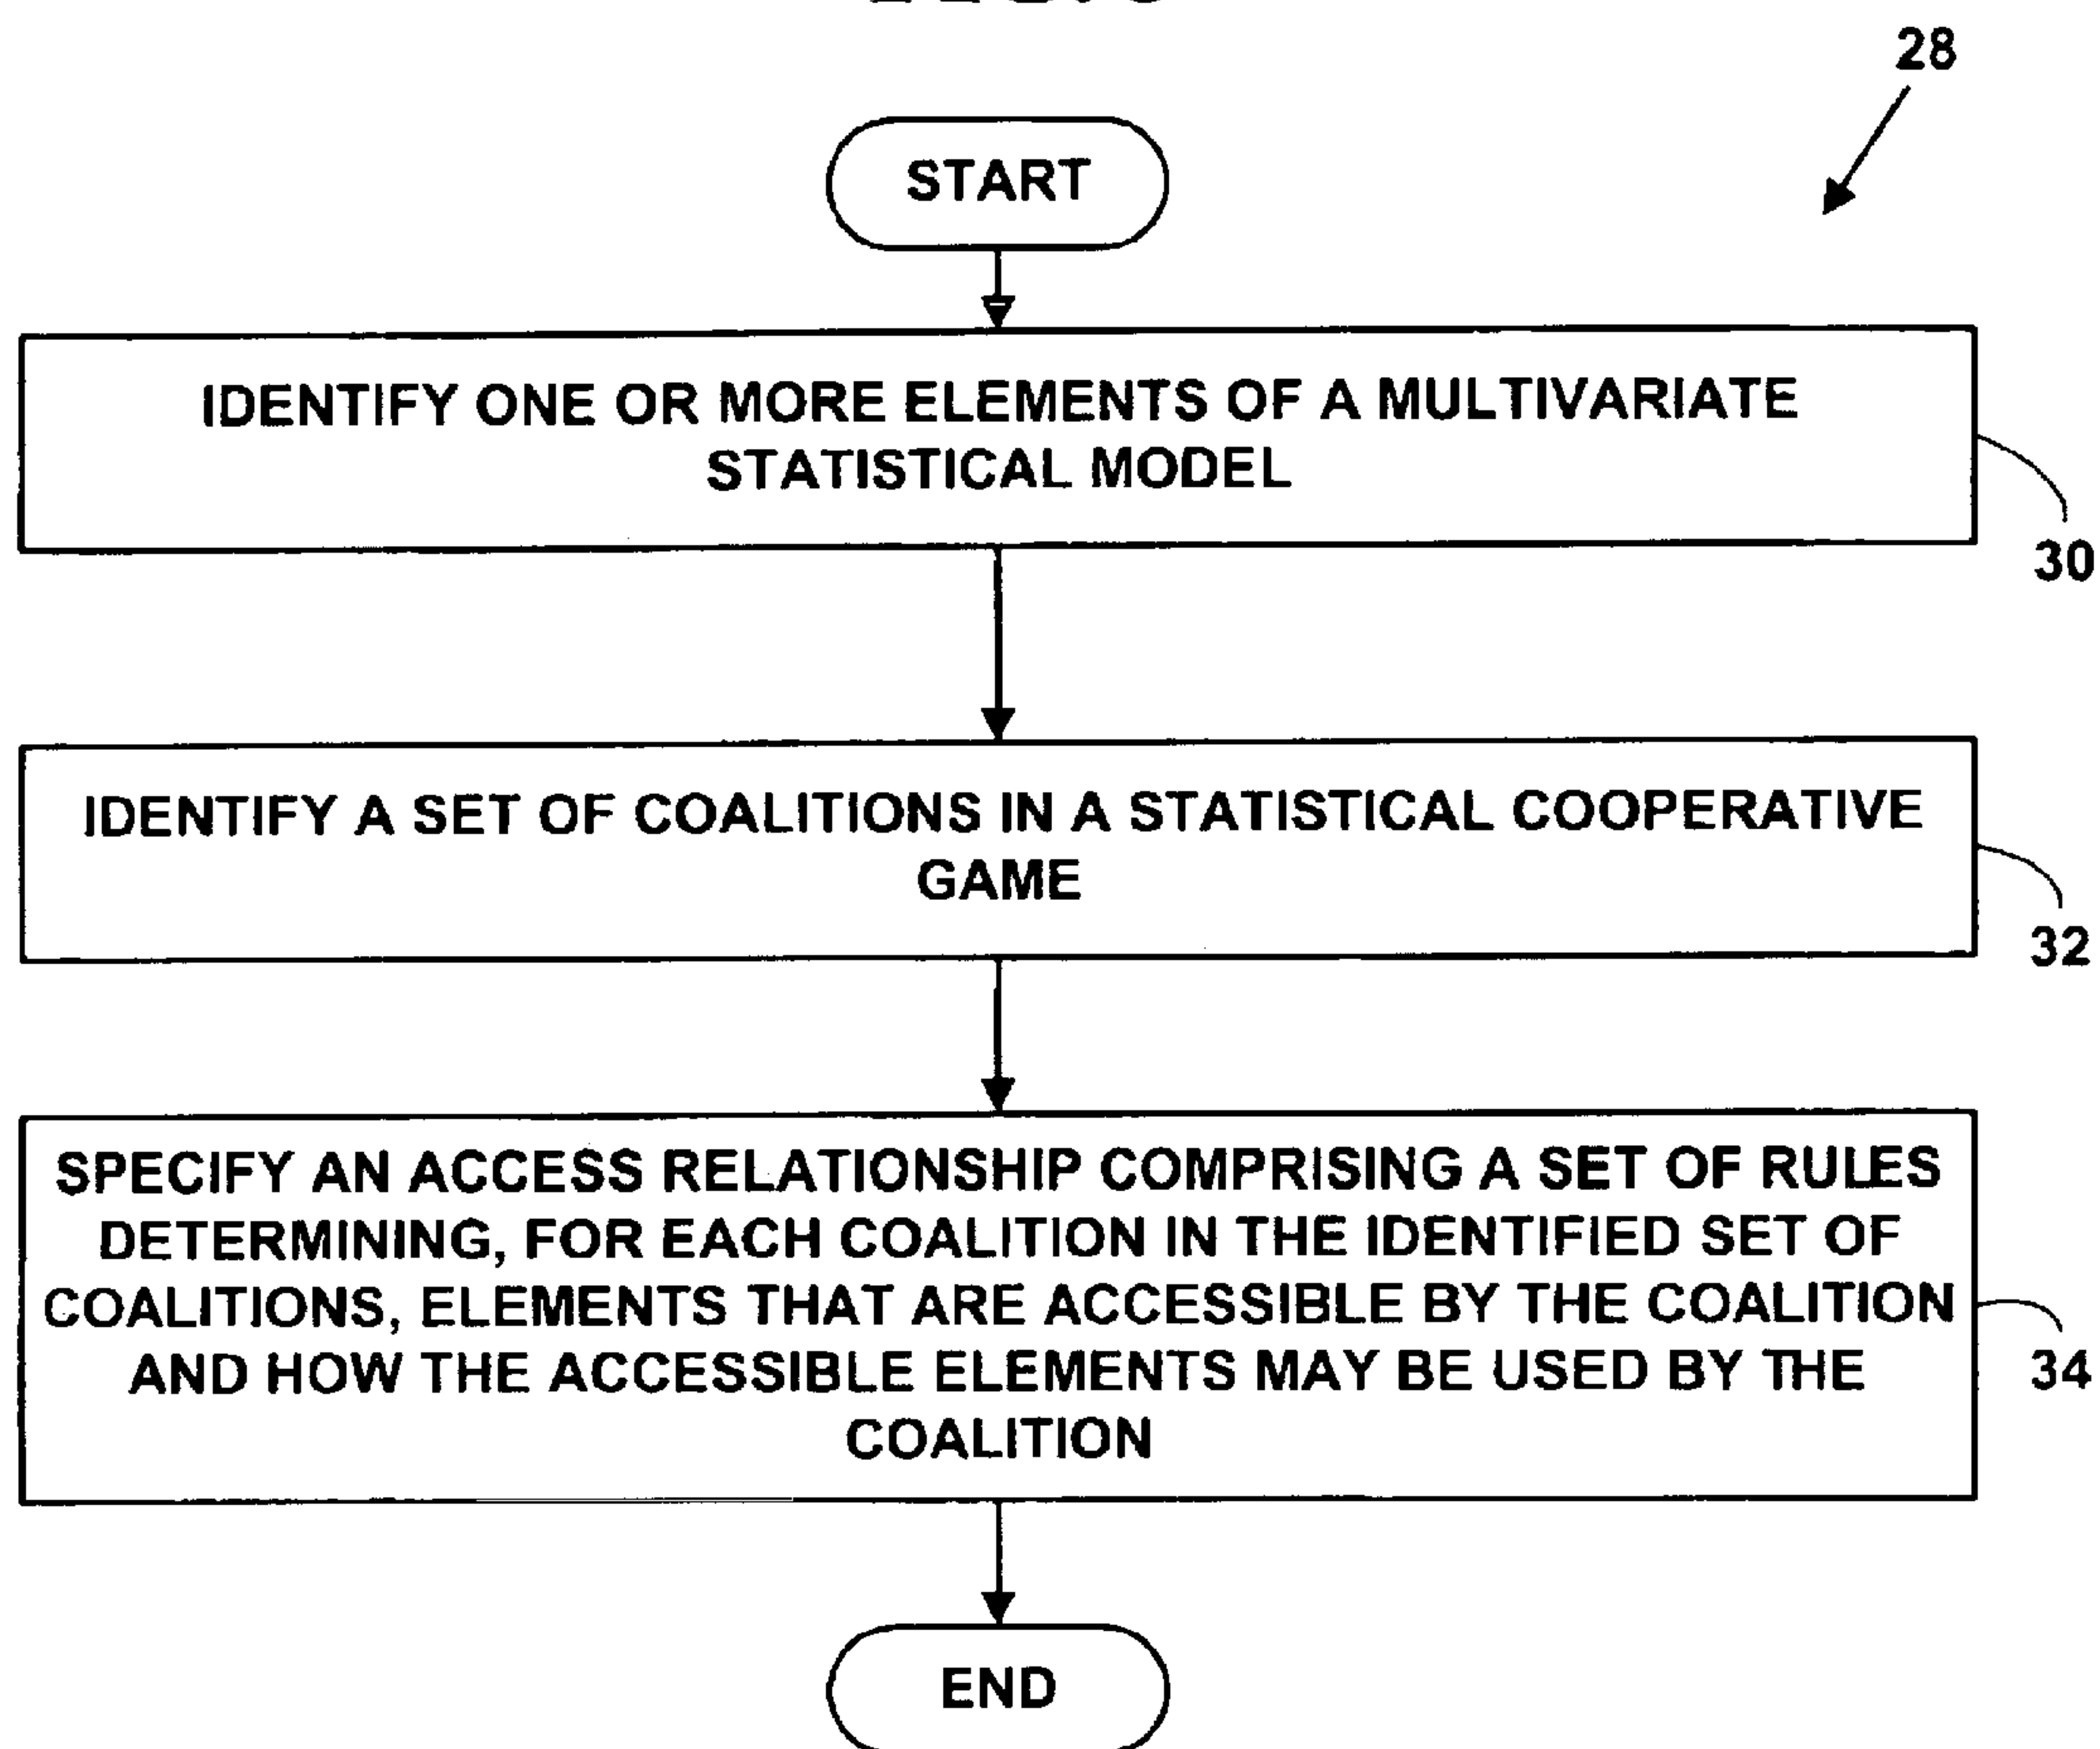 28
START
IDENTIFY ONE OR MORE ELEMENTS OF A MULTIVARIATE
STATISTICAL MODEL
30
IDENTIFY A SET OF COALITIONS IN A STATISTICAL COOPERATIVE
GAME
32
SPECIFY AN ACCESS RELATIONSHIP COMPRISING A SET OF RULES
DETERMINING, FOR EACH COALITION IN THE IDENTIFIED SET OF
COALITIONS, ELEMENTS THAT ARE ACCESSIBLE BY THE COALITION
AND HOW THE ACCESSIBLE ELEMENTS MAY BE USED BY THE
COALITION
34
END